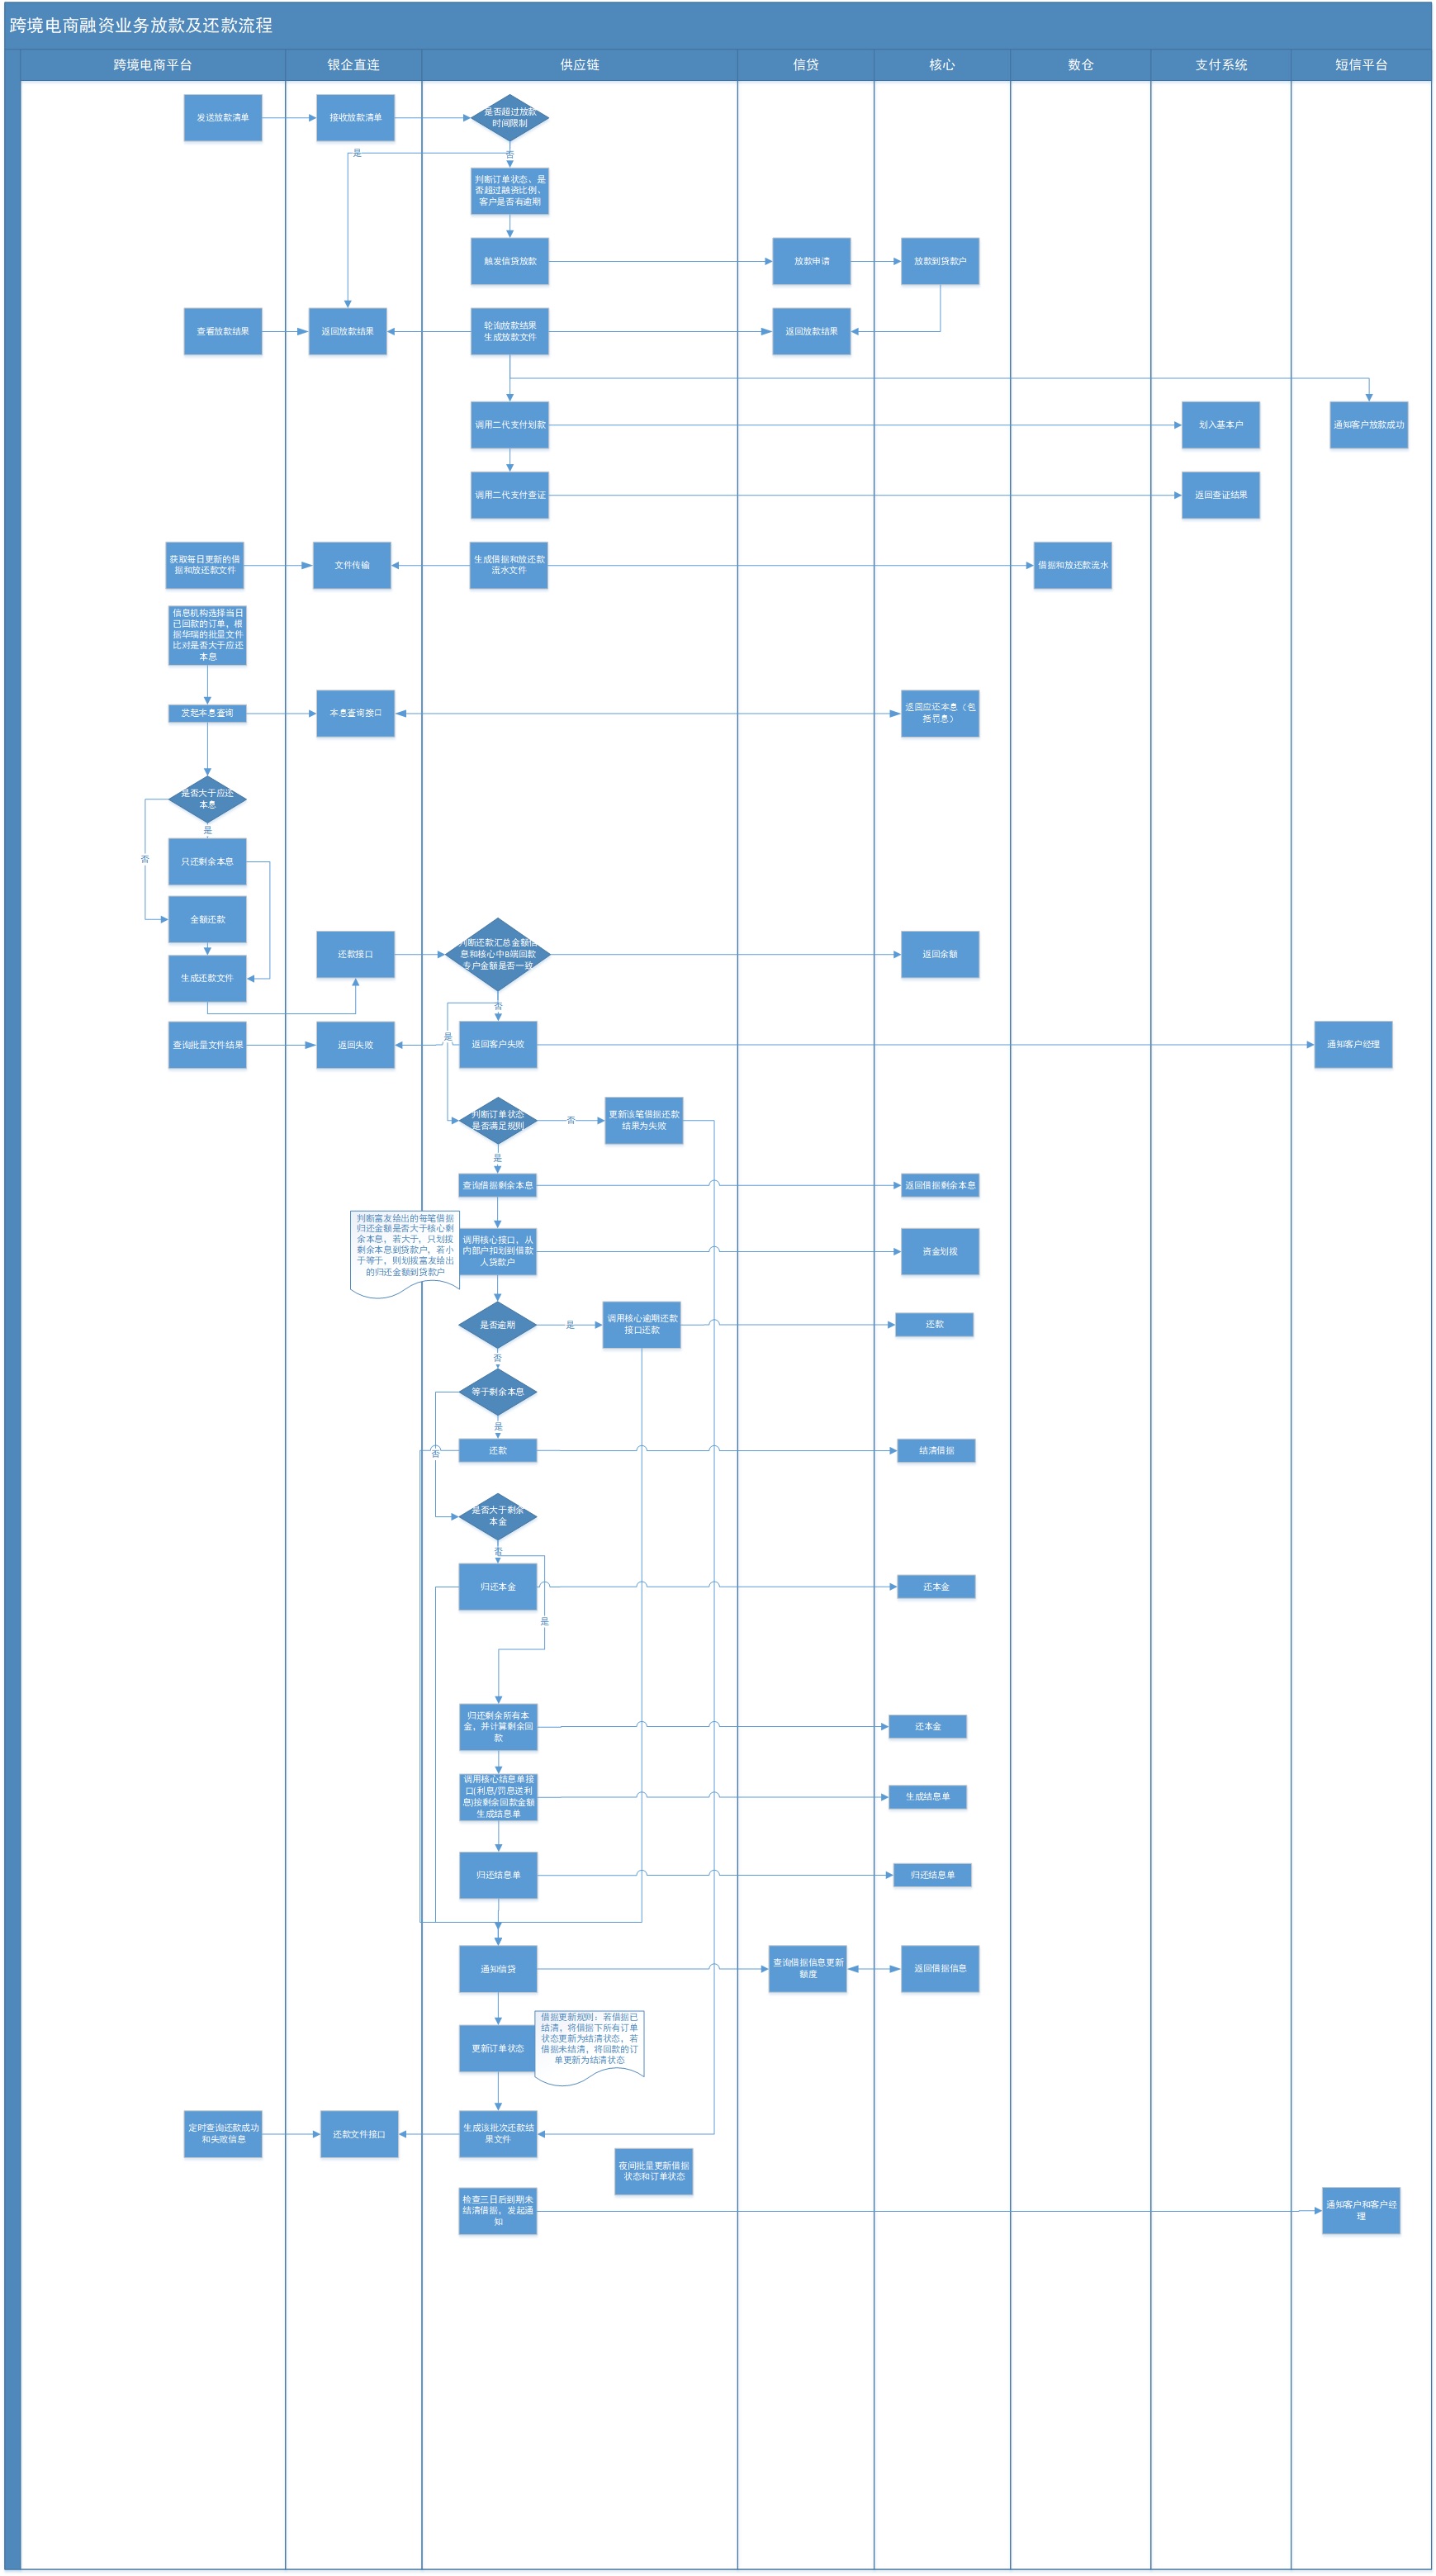 跨境电商融资业务放款及还款流程
跨境电商平台
银企直连
供应链
信贷
核心
数仓
支付系统
短信平台
发送放款清单
接收放款清单
是否超过放款
时间限制
是
否
判断订单状态、是
否超过融资比例、
客户是否有逾期
触发信贷放款
放款申请
放款到贷款户
查看放款结果
返回放款结果
轮询放款结果
生成放款文件
返回放款结果
调用二代支付划款
划入基本户
通知客户放款成功
调用二代支付查证
返回查证结果
获取每日更新的借
据和放还款文件
文件传输
生成借据和放还款
流水文件
借据和放还款流水
信息机构选择当日
已回款的订单，根
据华瑞的批量文件
比对是否大于应还
本息
发起本息查询
本息查询接口
返回应还本息（包
括罚息）
是否大于应还
本息
是
否
只还剩余本息
全额还款
生成还款文件
还款接口
判断还款汇总金额信
息和核心中B端回款
专户金额是否一致
返回余额
否
是
查询批量文件结果
返回失败
返回客户失败
通知客户经理
判断订单状态
是否满足规则
否
更新该笔借据还款
结果为失败
是
查询借据剩余本息
返回借据剩余本息
判断富友给出的每笔借据
归还金额是否大于核心剩
余本息，若大于，只划拨
剩余本息到贷款户，若小
于等于，则划拨富友给出
的归还金额到贷款户
调用核心接口，从
内部户扣划到借款
人贷款户
资金划拨
是否逾期
是
调用核心逾期还款
接口还款
还款
否
等于剩余本息
是
否
还款
结清借据
是否大于剩余
本金
否
归还本金
还本金
是
归还剩余所有本
金，并计算剩余回
款
还本金
调用核心结息单接
口(利息/罚息送利
息)按剩余回款金额
生成结息单
生成结息单
归还结息单
归还结息单
通知信贷
查询借据信息更新
额度
返回借据信息
更新订单状态
借据更新规则：若借据已
结清，将借据下所有订单
状态更新为结清状态，若
借据未结清，将回款的订
单更新为结清状态
定时查询还款成功
和失败信息
还款文件接口
生成该批次还款结
果文件
夜间批量更新借据
状态和订单状态
检查三日后到期未
结清借据，发起通
知
通知客户和客户经
理